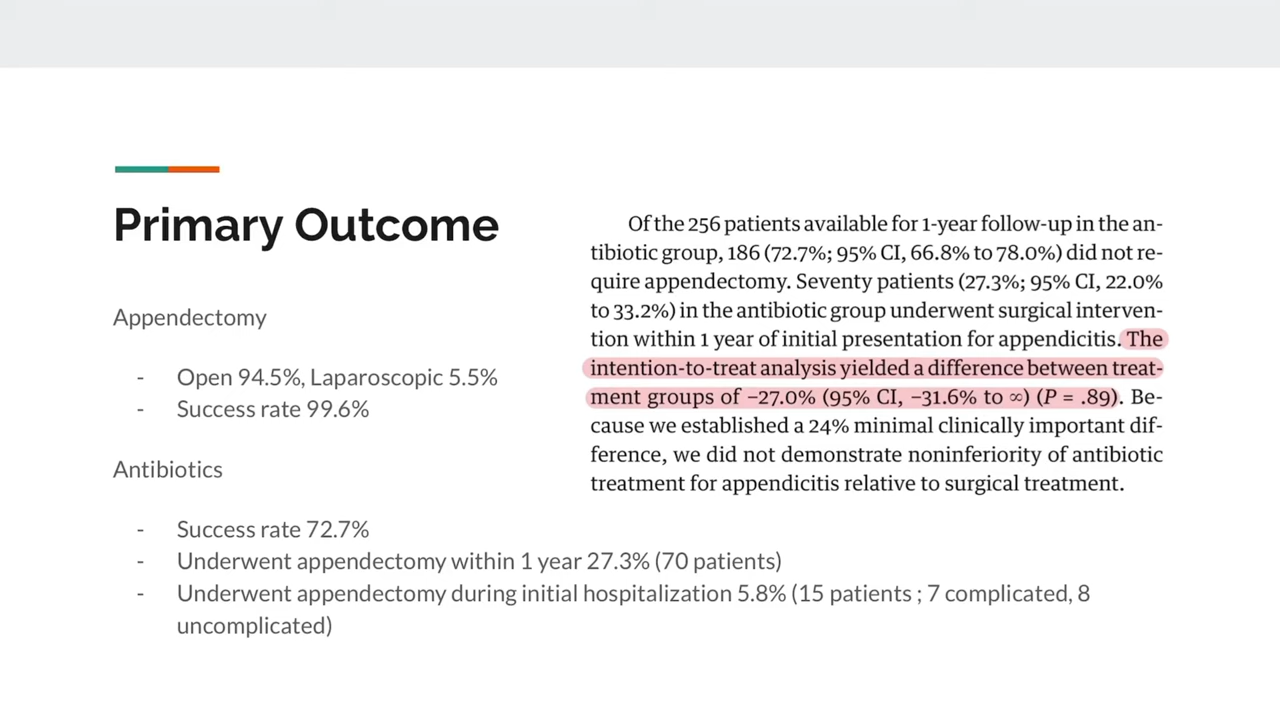 Primary Outcome
Appendectomy
- Open 94.5%, Laparoscopic 5.5%
- Success rate 99.6%
Antibiotics
- Success rate 72.7%
- Underwent appendectomy within 1 year 27.3% (70 patients)
- Underwent appendectomy during initial hospitalization 5.8% (15 patients ; 7 complicated, 8
uncomplicated)
Of the 256 patients available for 1-year follow-up in the an-
tibiotic group, 186 (72.7%; 95% CI, 66.8% to 78.0%) did not re-
quire appendectomy. Seventy patients (27.3%; 95% CI, 22.0%
to 33.2%) in the antibiotic group underwent surgical interven-
tion within 1 year of initial presentation for appendicitis. The
intention-to-treat analysis yielded a difference between treat-
ment groups of −27.0% (95% CI, −31.6% to ∞) (P = .89). Be-
cause we established a 24% minimal clinically important dif-
ference, we did not demonstrate noninferiority of antibiotic
treatment for appendicitis relative to surgical treatment.